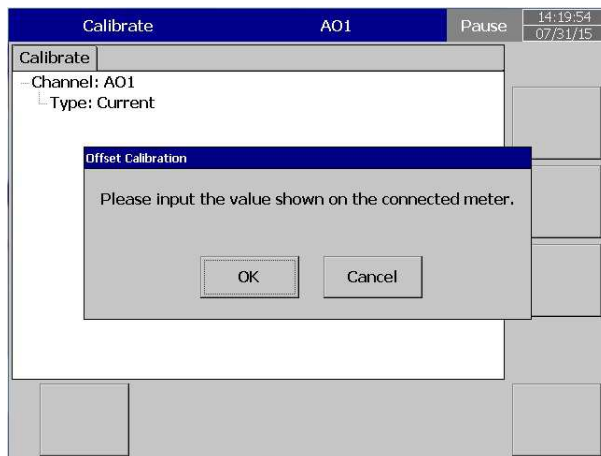 Calibrate AO1 Pause 14:19:54
07/31/15
Calibrate
Channel: AO1
Type: Current
Offset Calibration
Please input the value shown on the connected meter.
OK Cancel